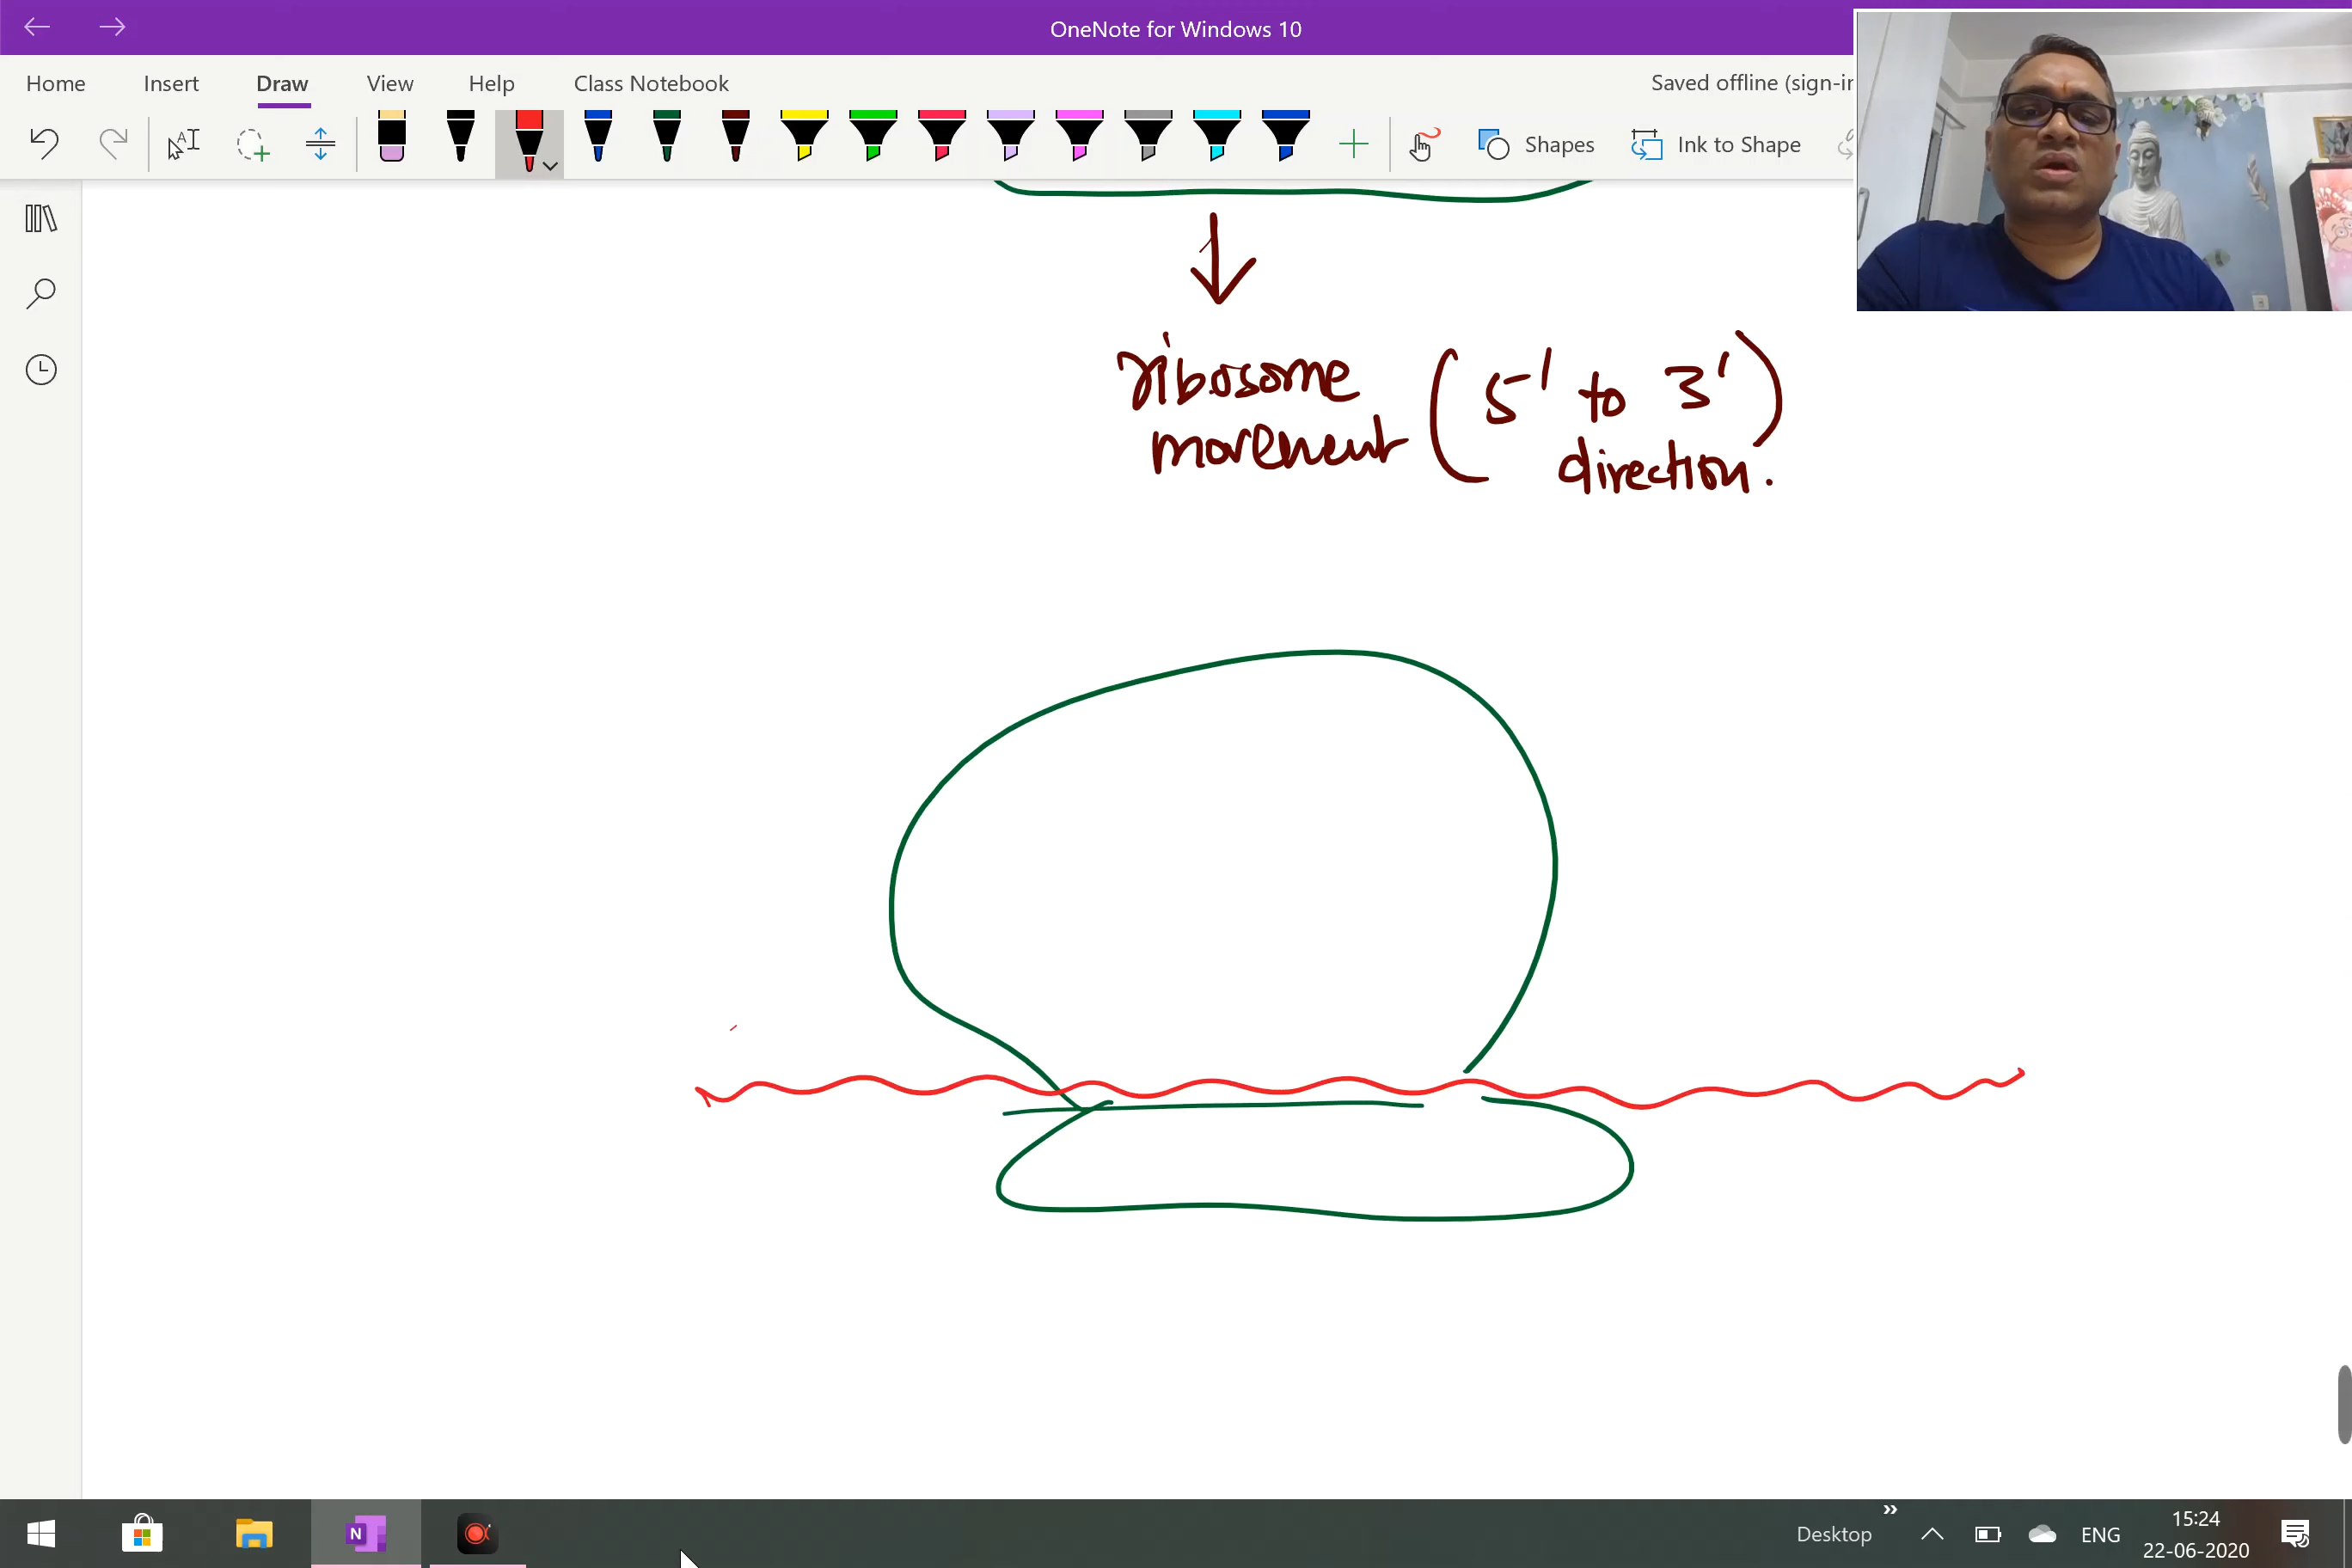 OneNote for Windows 10
Home Insert Draw View Help Class Notebook
Saved offline (sign-in
Shapes Ink to Shape
ribosome
movement
(5' to 3')
direction.
Desktop
ENG
15:24
22-06-2020